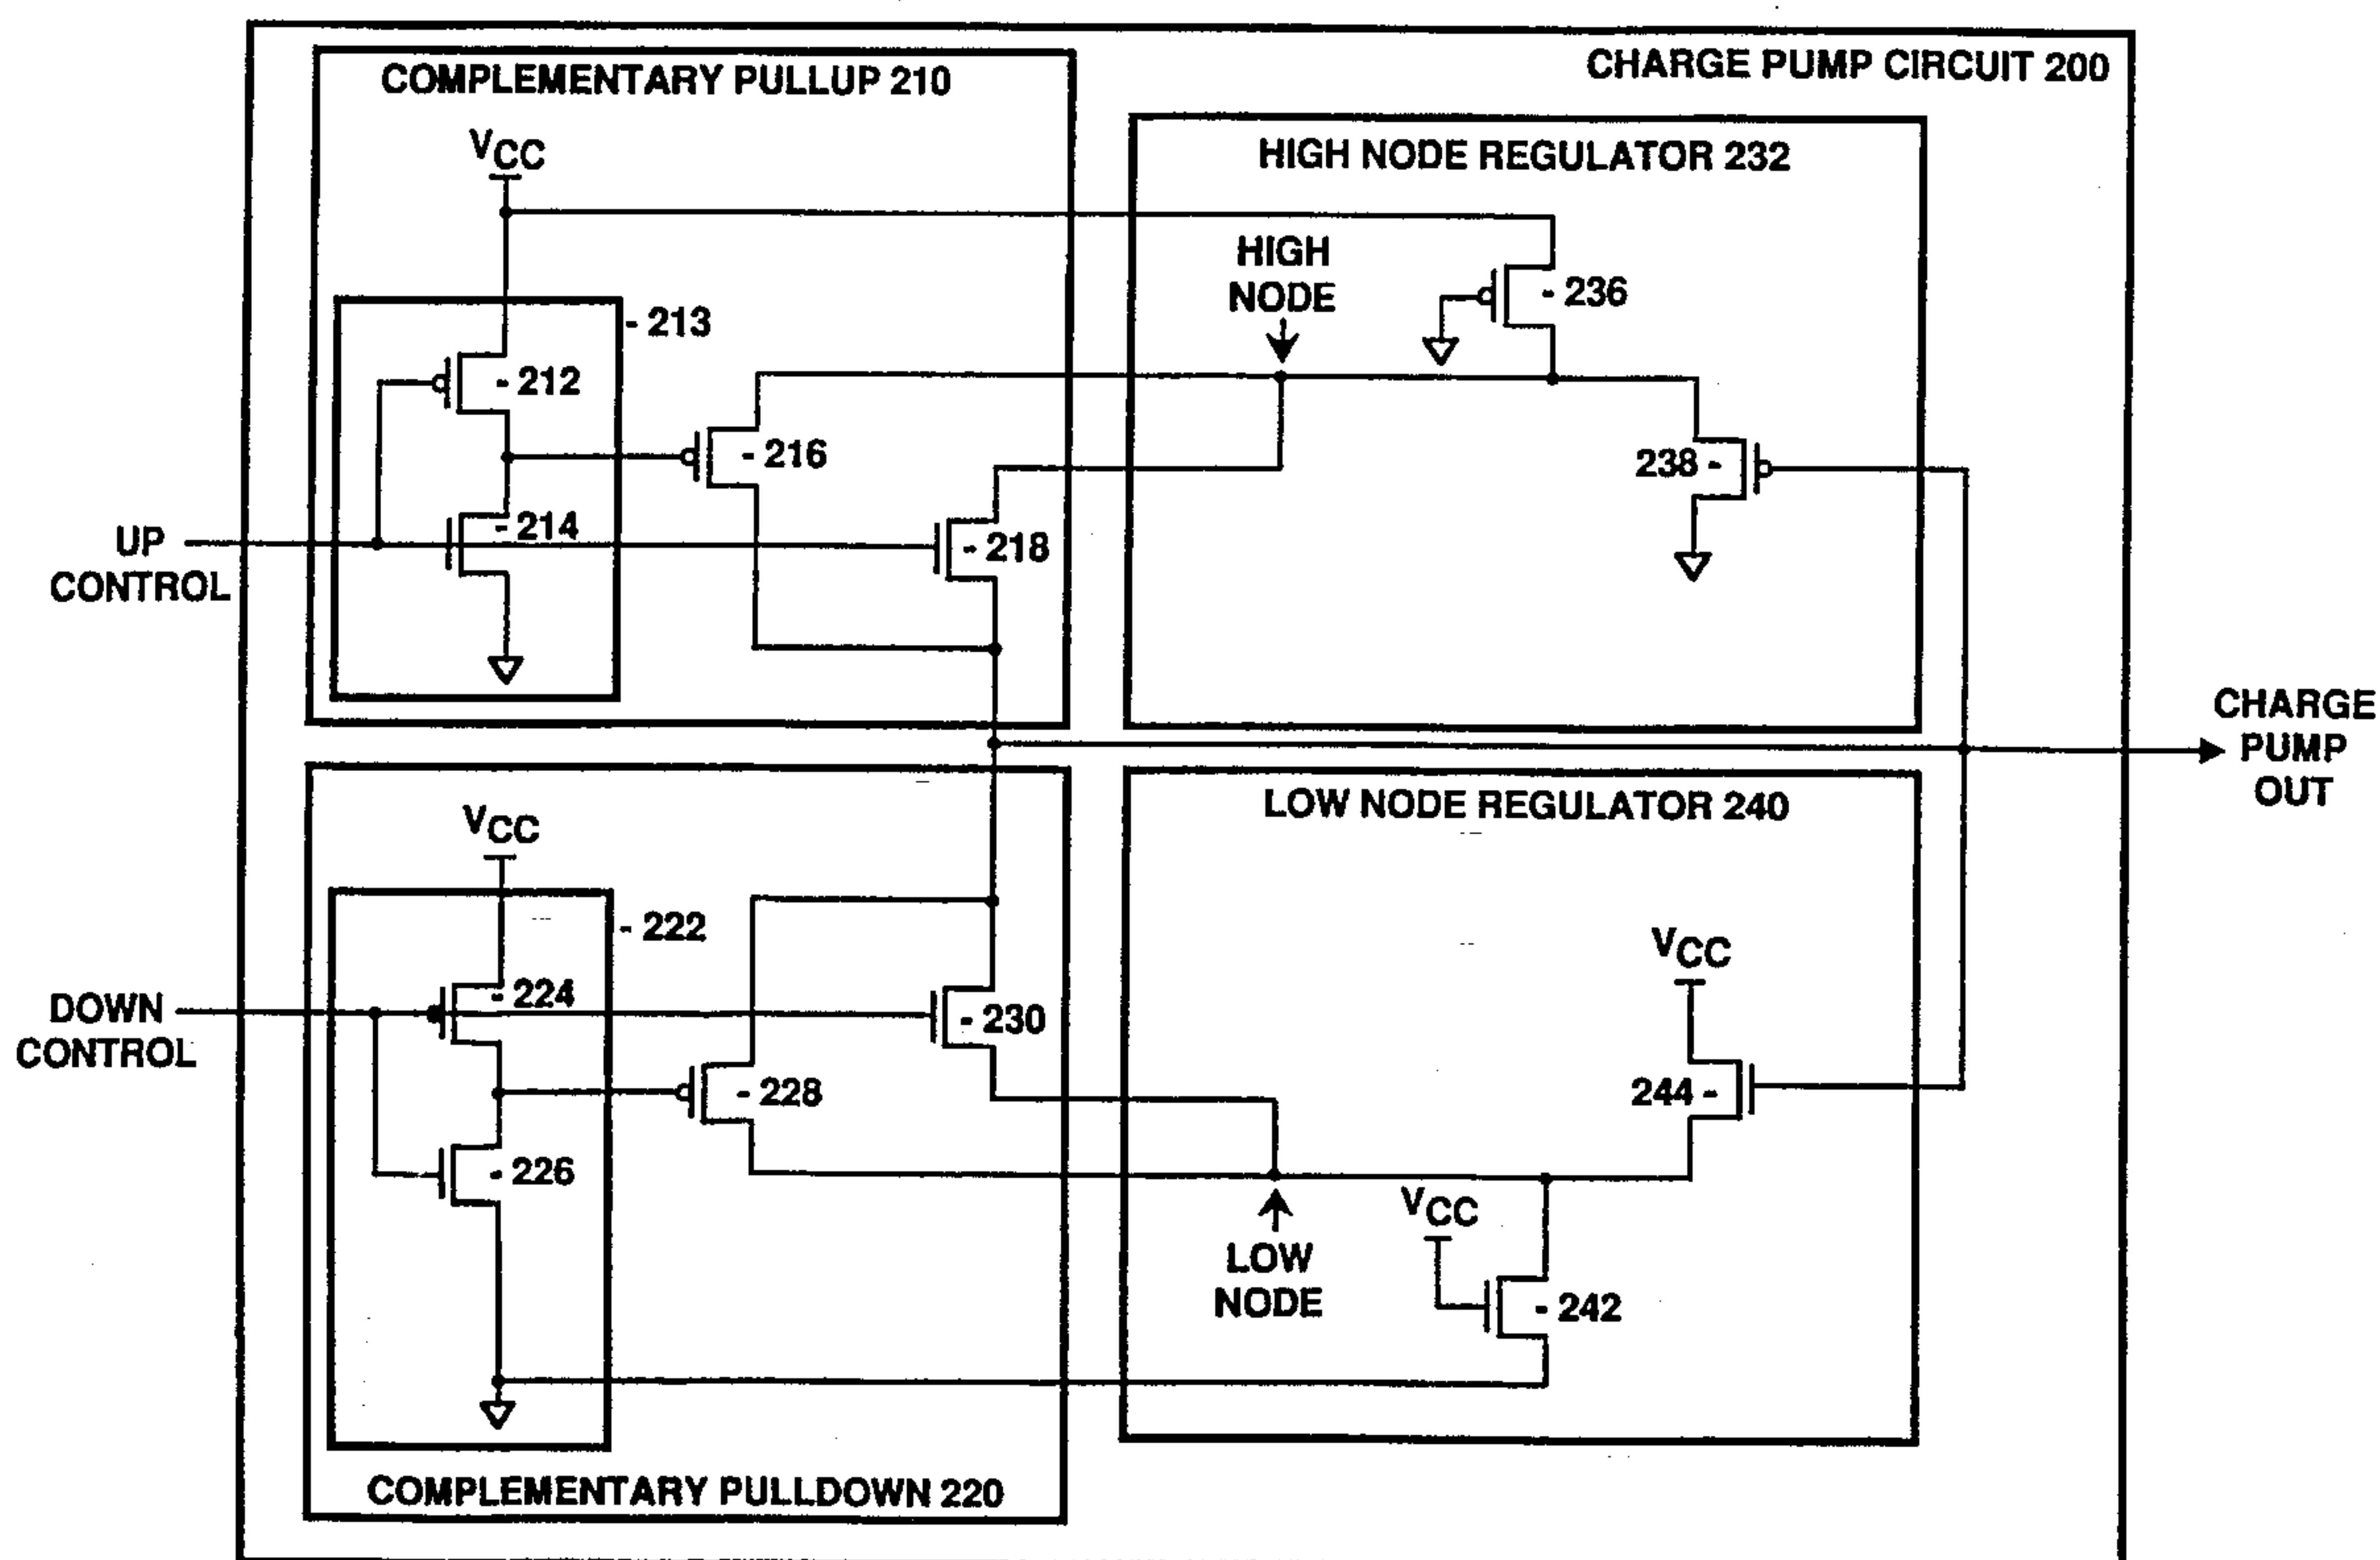 CHARGE PUMP CIRCUIT 200
COMPLEMENTARY PULLUP 210
VCC
- 213
- 212
- 214
- 216
- 218
UP
CONTROL
HIGH NODE REGULATOR 232
HIGH
NODE
- 236
238 -
CHARGE
PUMP
OUT
VCC
- 222
- 224
- 226
- 228
- 230
DOWN
CONTROL
COMPLEMENTARY PULLDOWN 220
LOW NODE REGULATOR 240
VCC
244 -
VCC
LOW
NODE
- 242